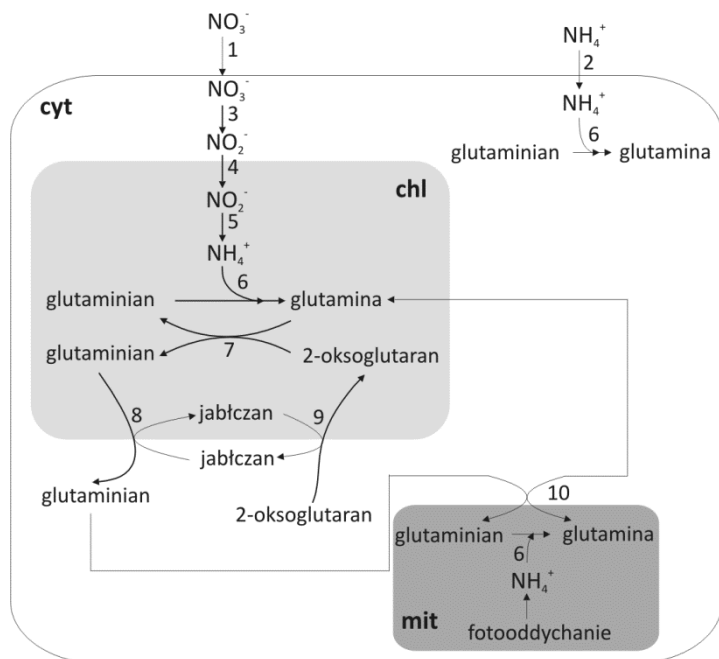 NO₃⁻
1
NH₄⁺
2
cyt
NO₃⁻
NH₄⁺
3
6
NO₂⁻
glutaminian
glutamina
4
chl
NO₂⁻
5
NH₄⁺
6
glutaminian
glutamina
7
glutaminian
2-oksoglutaran
8
jabłczan
9
jabłczan
glutaminian
2-oksoglutaran
10
glutaminian
glutamina
6
NH₄⁺
mit
fotooddychanie